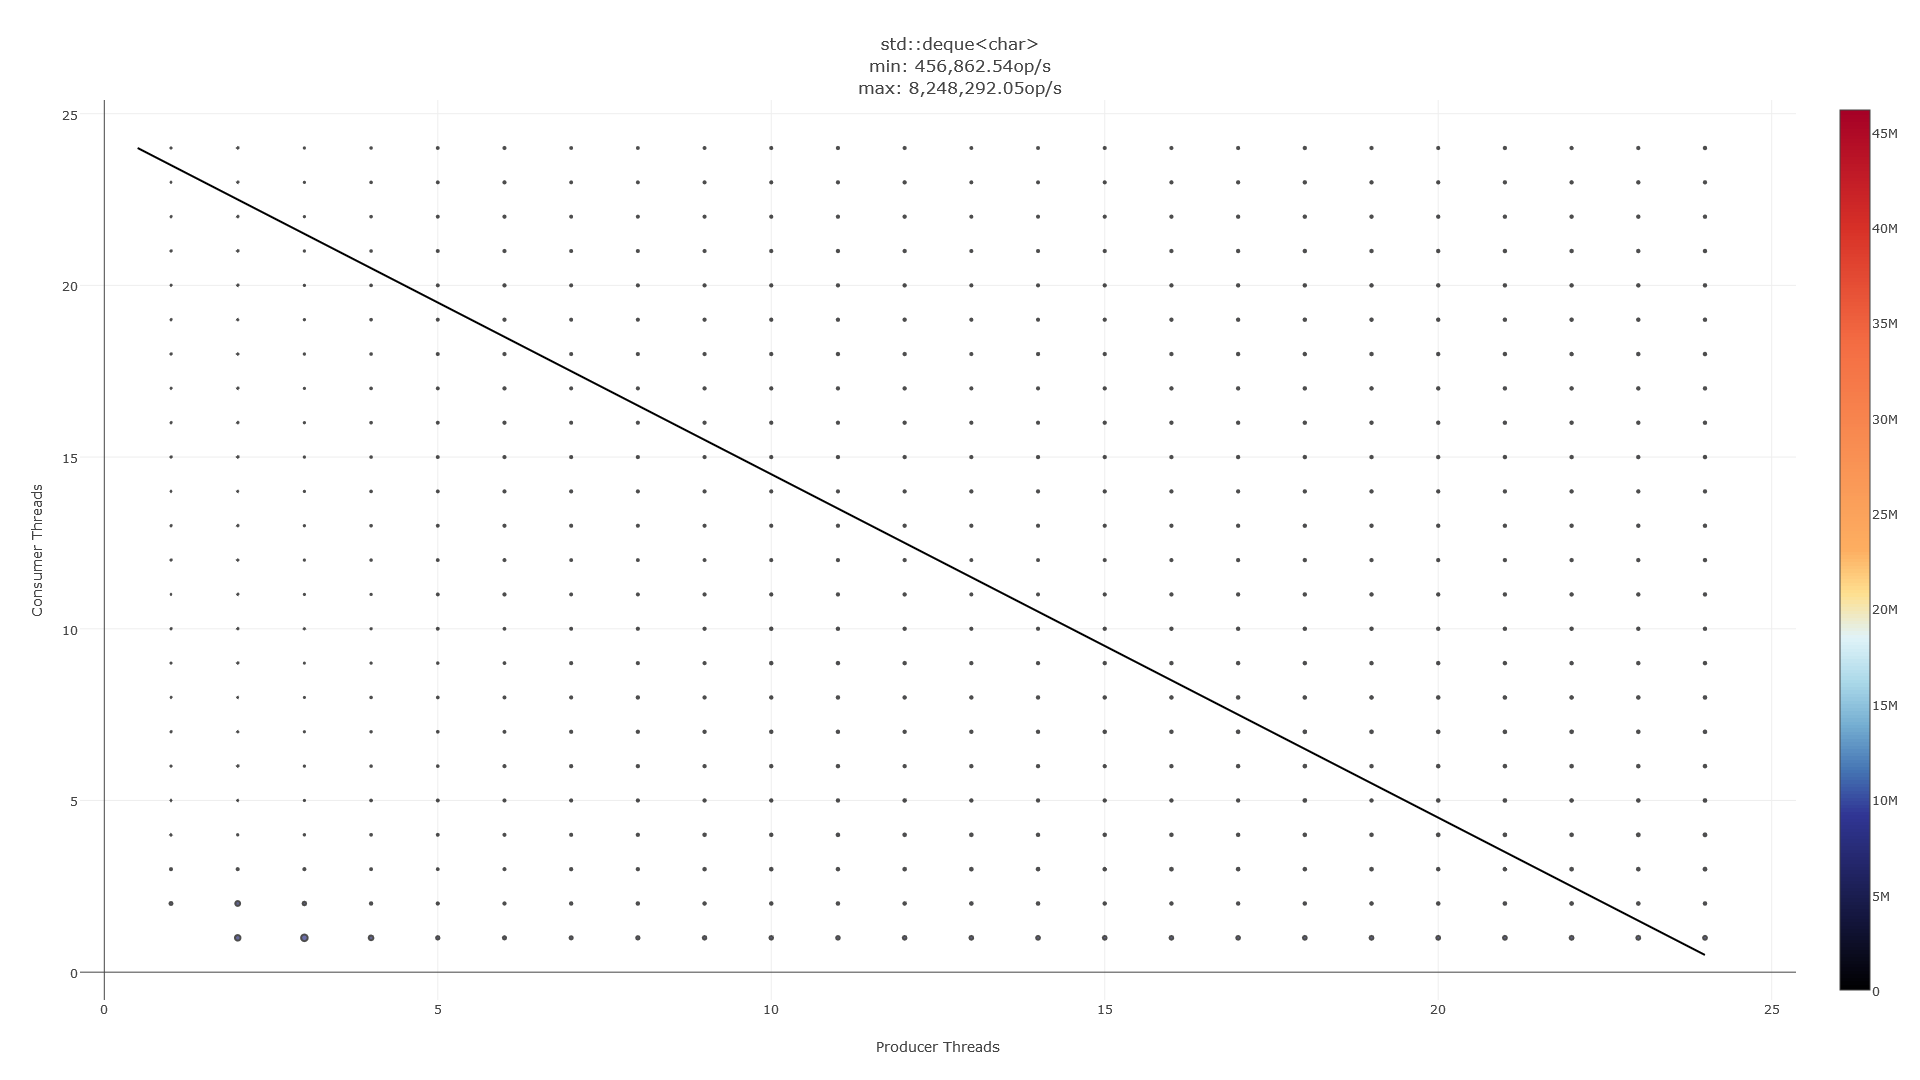 std::deque<char>
min: 456,862.54op/s
max: 8,248,292.05op/s
25
20
15
10
5
0
Consumer Threads
0
5
10
15
20
25
Producer Threads
45M
40M
35M
30M
25M
20M
15M
10M
5M
0